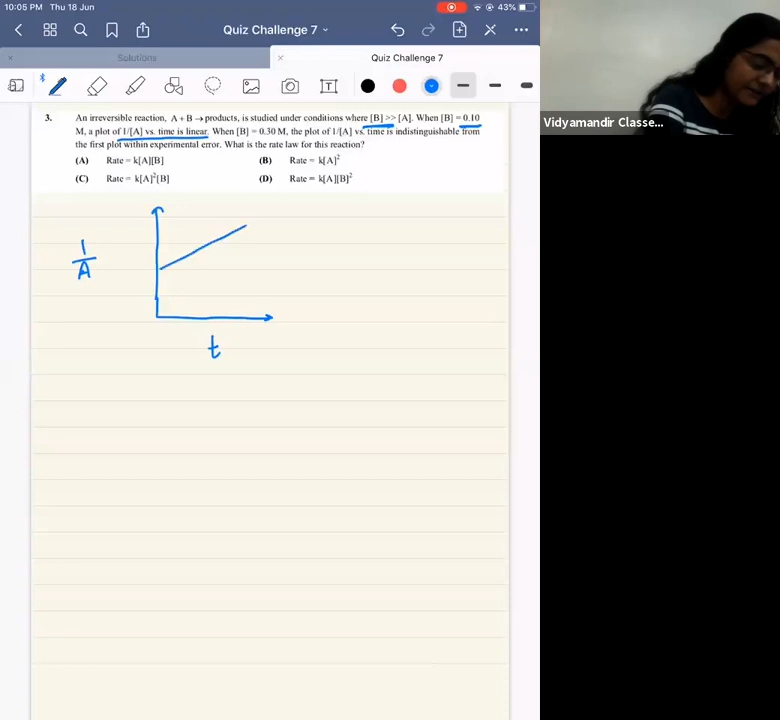 10:05 PM Thu 18 Jun
43%
Quiz Challenge 7
Solutions
Quiz Challenge 7
3. An irreversible reaction, A + B → products, is studied under conditions where [B] >> [A]. When [B] = 0.10
M, a plot of 1/[A] vs. time is linear. When [B] = 0.30 M, the plot of 1/[A] vs. time is indistinguishable from
the first plot within experimental error. What is the rate law for this reaction?
(A) Rate = k[A][B] (B) Rate = k[A]²
(C) Rate = k[A]²[B] (D) Rate = k[A][B]²
1/A
t
Vidyamandir Classe...